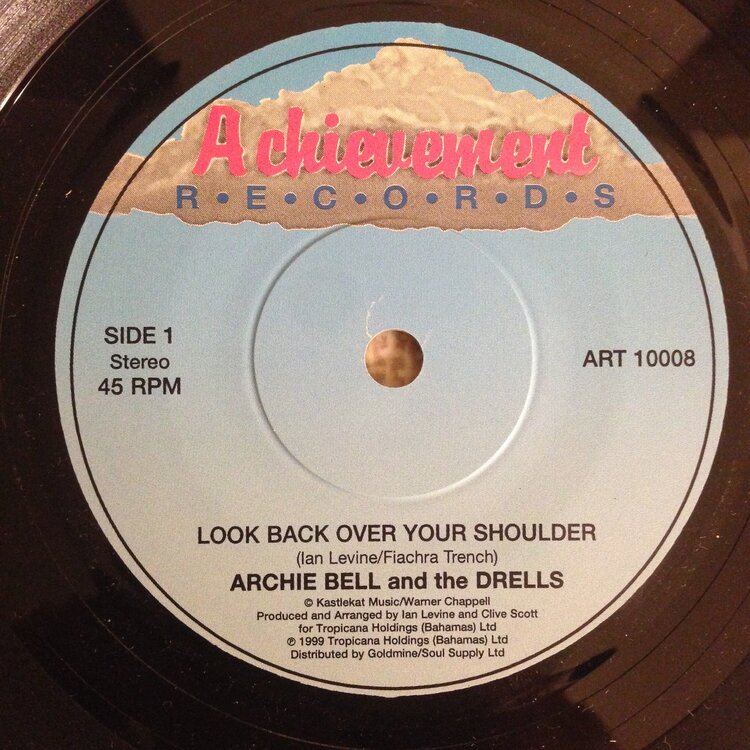 Achievement
R•E•C•O•R•D•S
SIDE 1
Stereo
45 RPM
ART 10008
LOOK BACK OVER YOUR SHOULDER
(Ian Levine/Fiachra Trench)
ARCHIE BELL and the DRELLS
© Kastlekat Music/Warner Chappell
Produced and Arranged by Ian Levine and Clive Scott
for Tropicana Holdings (Bahamas) Ltd
℗ 1999 Tropicana Holdings (Bahamas) Ltd
Distributed by Goldmine/Soul Supply Ltd